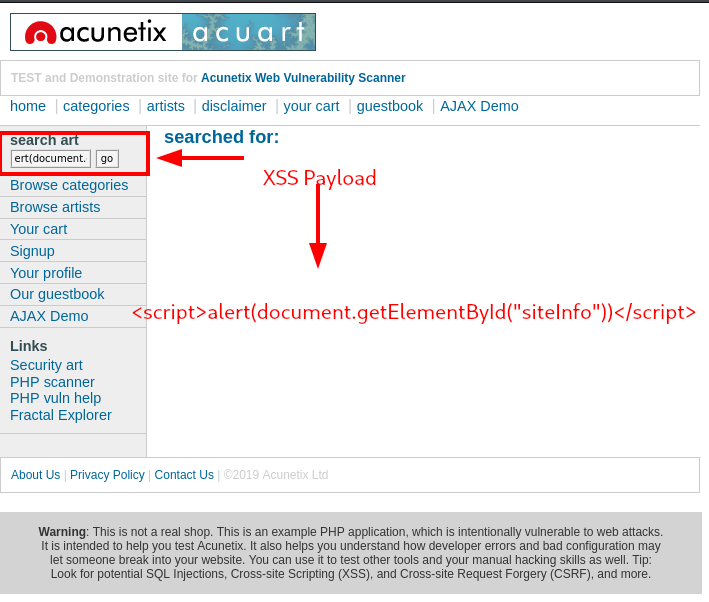 acunetix acuart
TEST and Demonstration site for Acunetix Web Vulnerability Scanner
home | categories | artists | disclaimer | your cart | guestbook | AJAX Demo
search art
ert(document. go
searched for:
XSS Payload
Browse categories
Browse artists
Your cart
Signup
Your profile
Our guestbook
AJAX Demo
<script>alert(document.getElementById("siteInfo"))</script>
Links
Security art
PHP scanner
PHP vuln help
Fractal Explorer
About Us | Privacy Policy | Contact Us | ©2019 Acunetix Ltd
Warning: This is not a real shop. This is an example PHP application, which is intentionally vulnerable to web attacks.
It is intended to help you test Acunetix. It also helps you understand how developer errors and bad configuration may
let someone break into your website. You can use it to test other tools and your manual hacking skills as well. Tip:
Look for potential SQL Injections, Cross-site Scripting (XSS), and Cross-site Request Forgery (CSRF), and more.